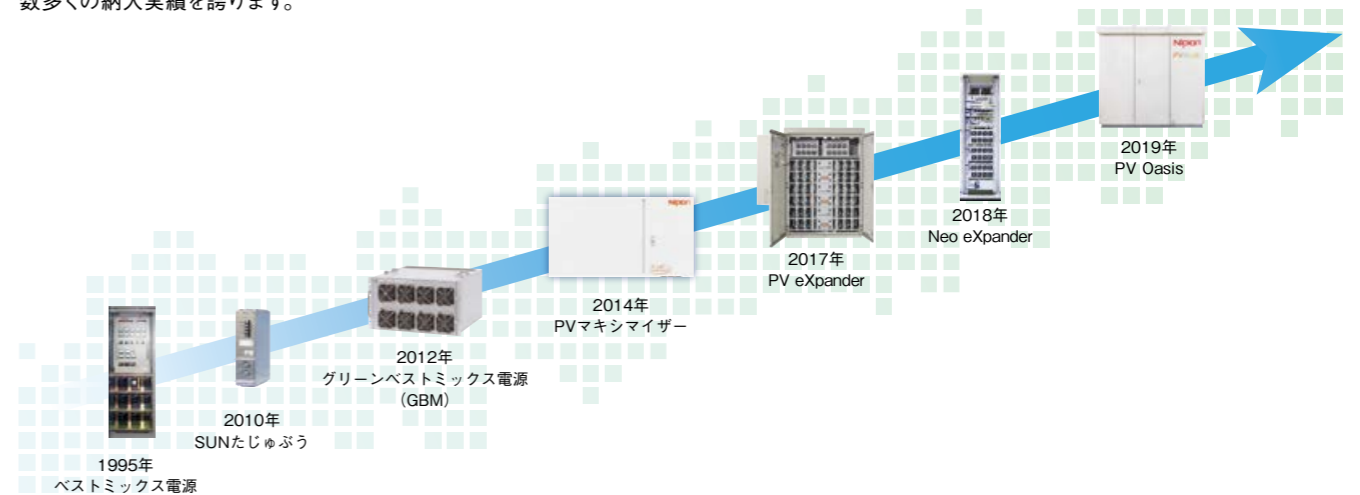 数多くの納入実績を誇ります。
1995年
ベストミックス電源
2010年
SUNたじゅぶう
2012年
グリーンベストミックス電源
（GBM）
Nipron
2014年
PVマキシマイザー
2017年
PV eXpander
2018年
Neo eXpander
Nipron
2019年
PV Oasis